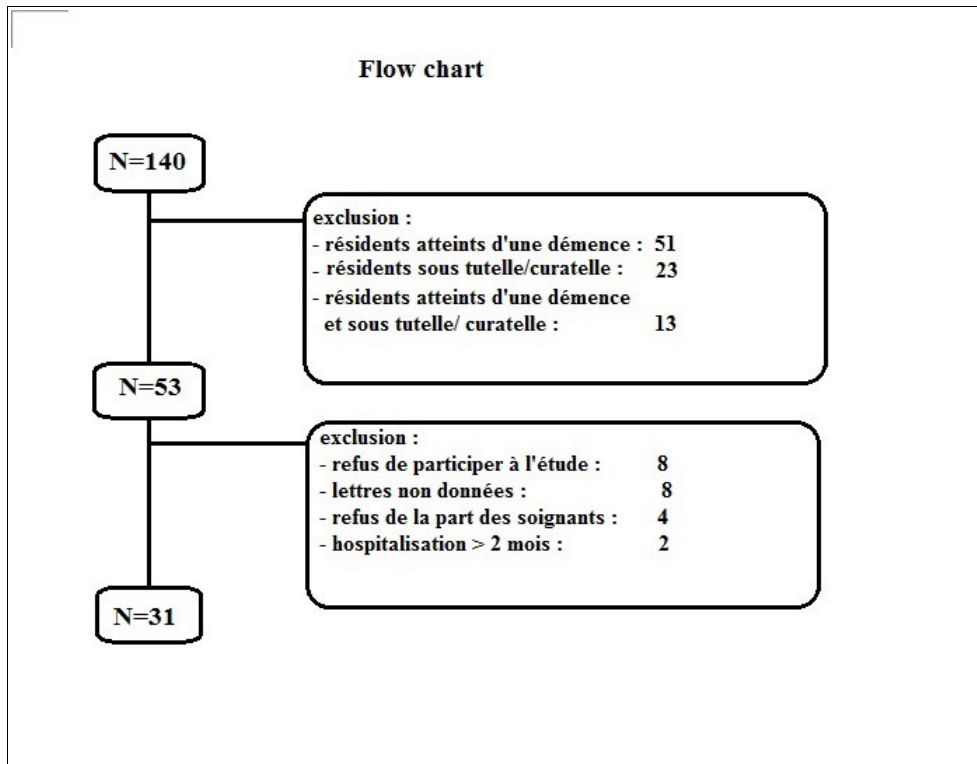 Flow chart
N=140
exclusion :
- résidents atteints d'une démence : 51
- résidents sous tutelle/curatelle : 23
- résidents atteints d'une démence
et sous tutelle/ curatelle : 13
N=53
exclusion :
- refus de participer à l'étude : 8
- lettres non données : 8
- refus de la part des soignants : 4
- hospitalisation > 2 mois : 2
N=31